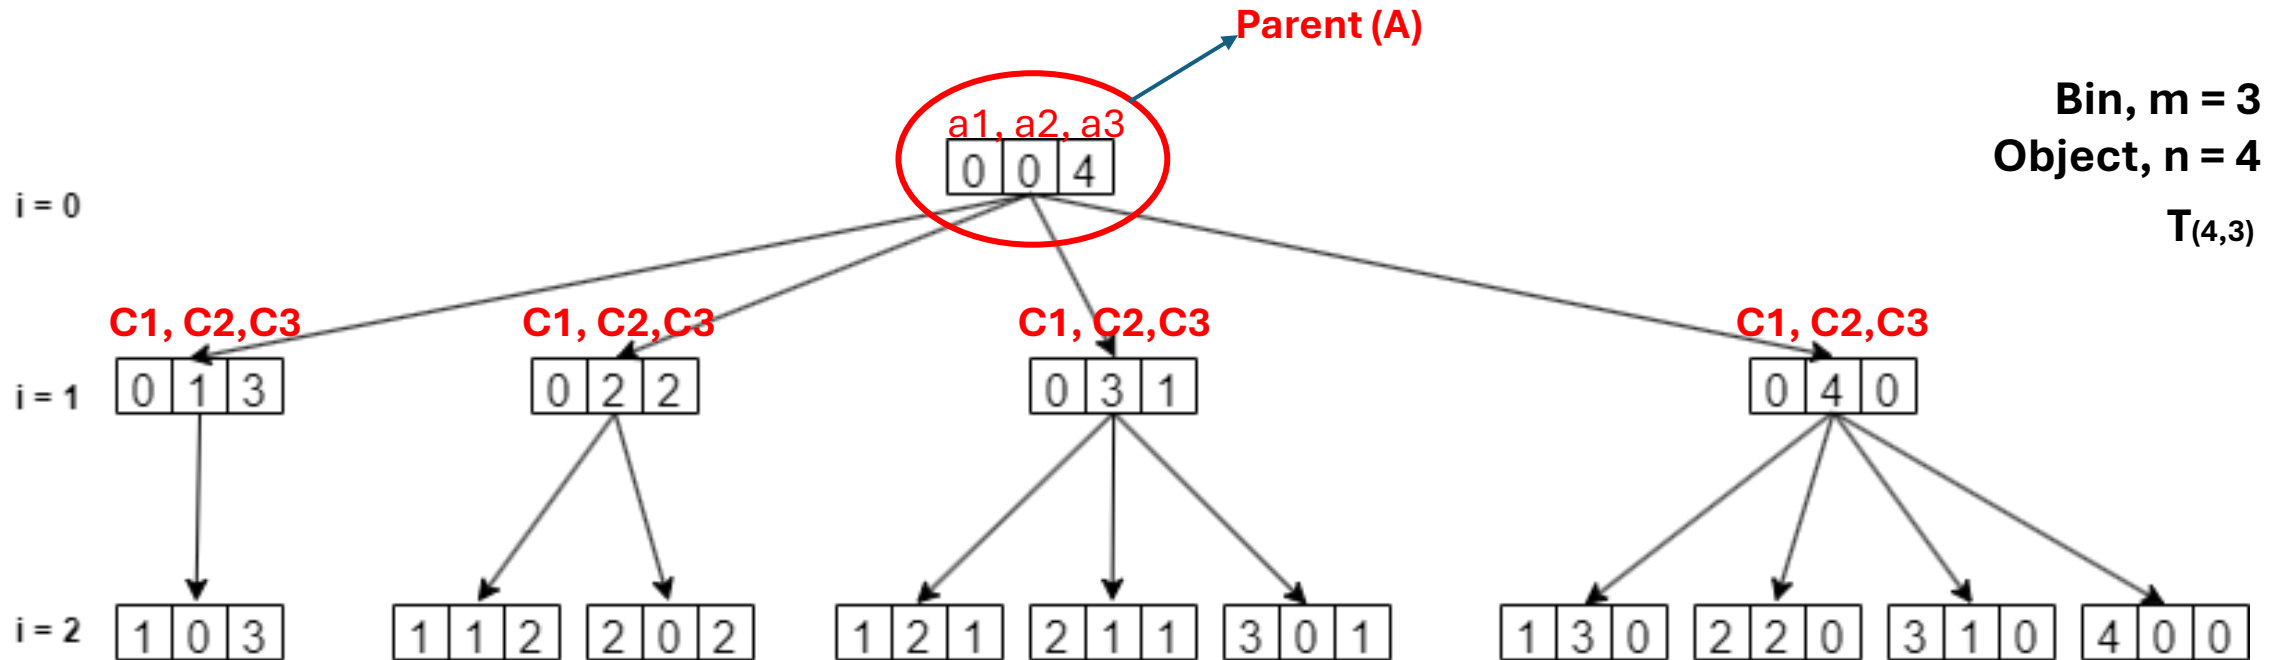 Parent (A)
Bin, m = 3
Object, n = 4
T(4,3)
a1, a2, a3
0 0 4
i = 0
C1, C2,C3 C1, C2,C3 C1, C2,C3 C1, C2,C3
i = 1 0 1 3 0 2 2 0 3 1 0 4 0
i = 2 1 0 3 1 1 2 2 0 2 1 2 1 2 1 1 3 0 1 1 3 0 2 2 0 3 1 0 4 0 0